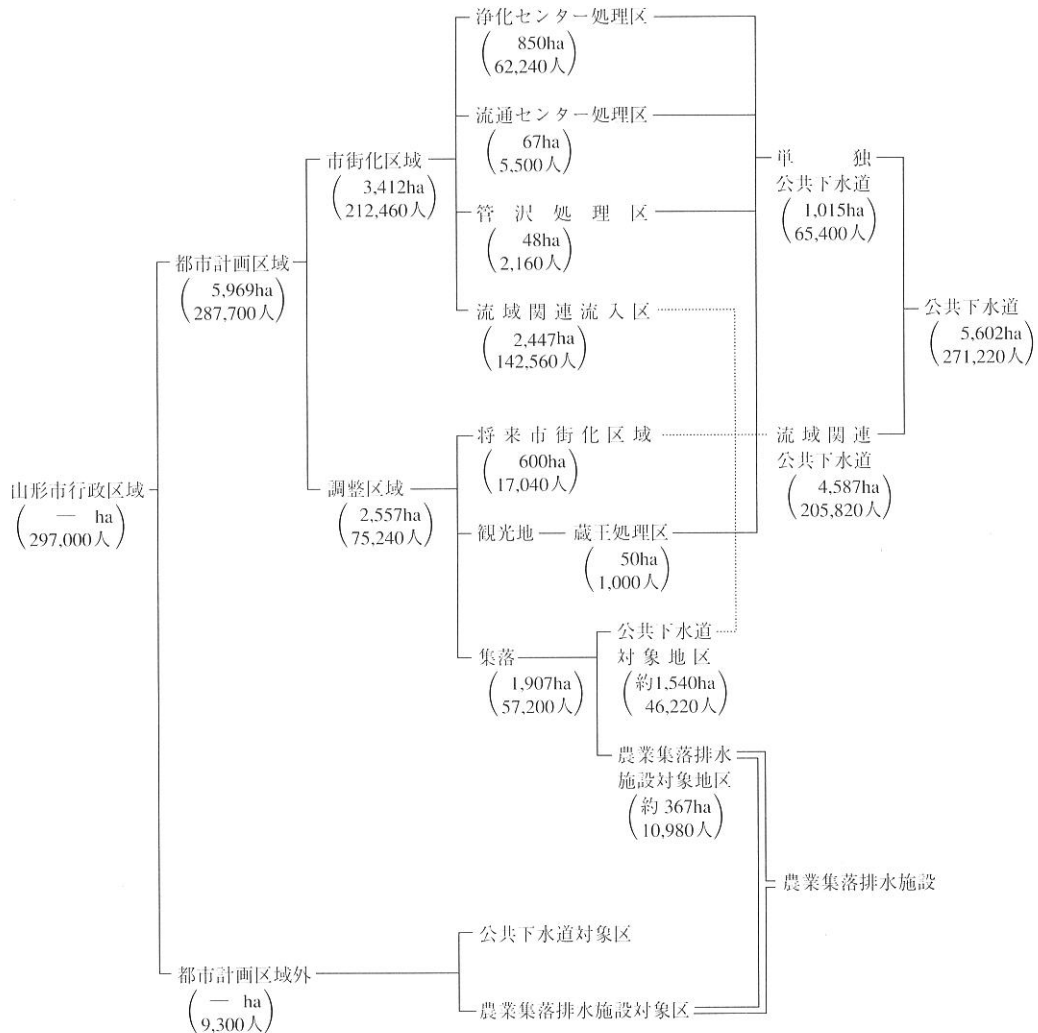 浄化センター処理区
850ha
62,240人
流通センター処理区
67ha
5,500人
市街化区域
3,412ha
212,460人
単独
公共下水道
1,015ha
65,400人
管沢処理区
48ha
2,160人
都市計画区域
5,969ha
287,700人
流域関連流入区
2,447ha
142,560人
公共下水道
5,602ha
271,220人
将来市街化区域
600ha
17,040人
流域関連
公共下水道
4,587ha
205,820人
山形市行政区域
― ha
297,000人
調整区域
2,557ha
75,240人
観光地
蔵王処理区
50ha
1,000人
集落
1,907ha
57,200人
公共下水道
対象地区
約1,540ha
46,220人
農業集落排水
施設対象地区
約 367ha
10,980人
農業集落排水施設
公共下水道対象区
都市計画区域外
― ha
9,300人
農業集落排水施設対象区